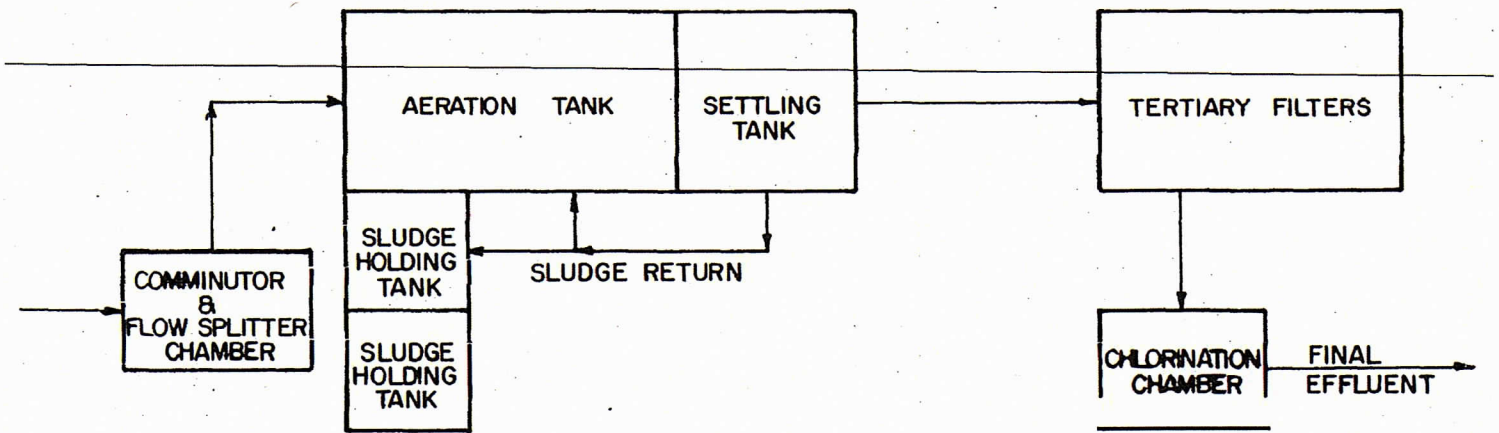 AERATION TANK
SETTLING
TANK
TERTIARY FILTERS
SLUDGE
HOLDING
TANK
SLUDGE RETURN
COMMINUTOR
&
FLOW SPLITTER
CHAMBER
SLUDGE
HOLDING
TANK
CHLORINATION
CHAMBER
FINAL
EFFLUENT